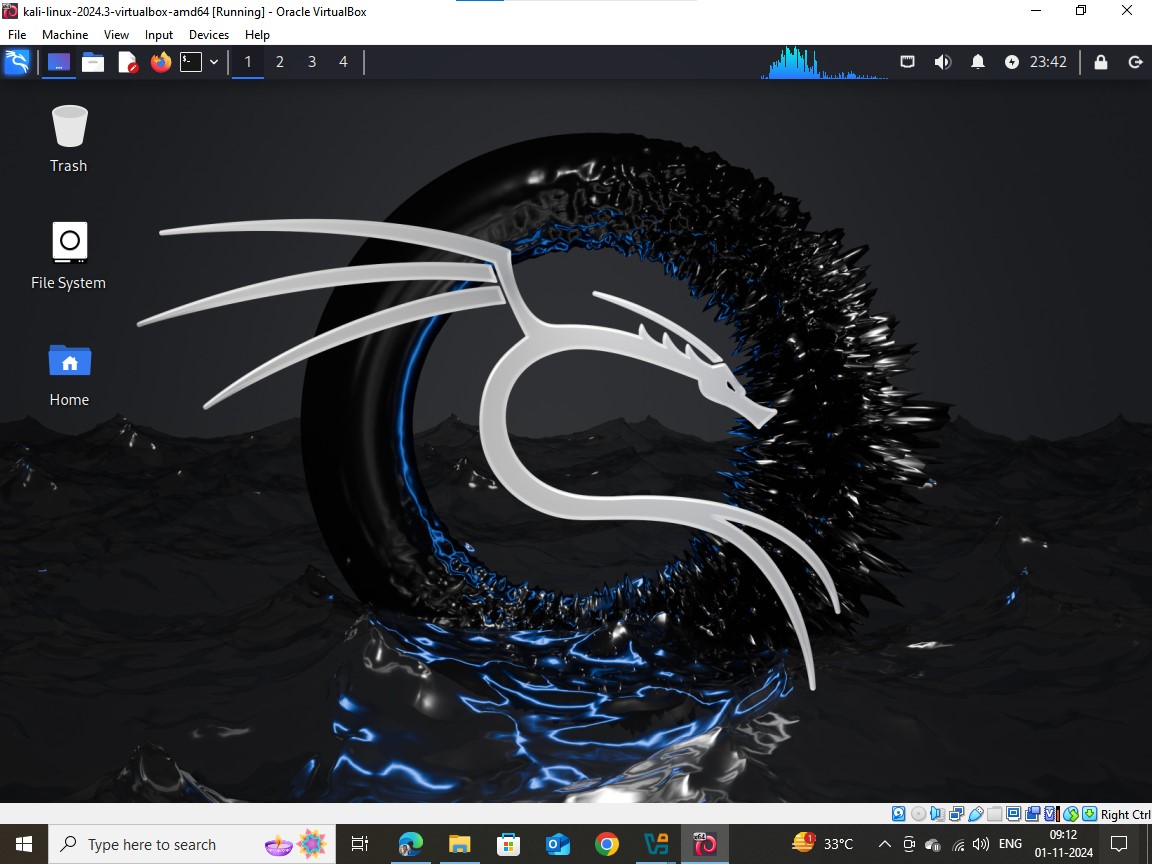 kali-linux-2024.3-virtualbox-amd64 [Running] - Oracle VirtualBox
File Machine View Input Devices Help
1 2 3 4 23:42
Trash
File System
Home
Right Ctrl
Type here to search
33°C
ENG
09:12
01-11-2024